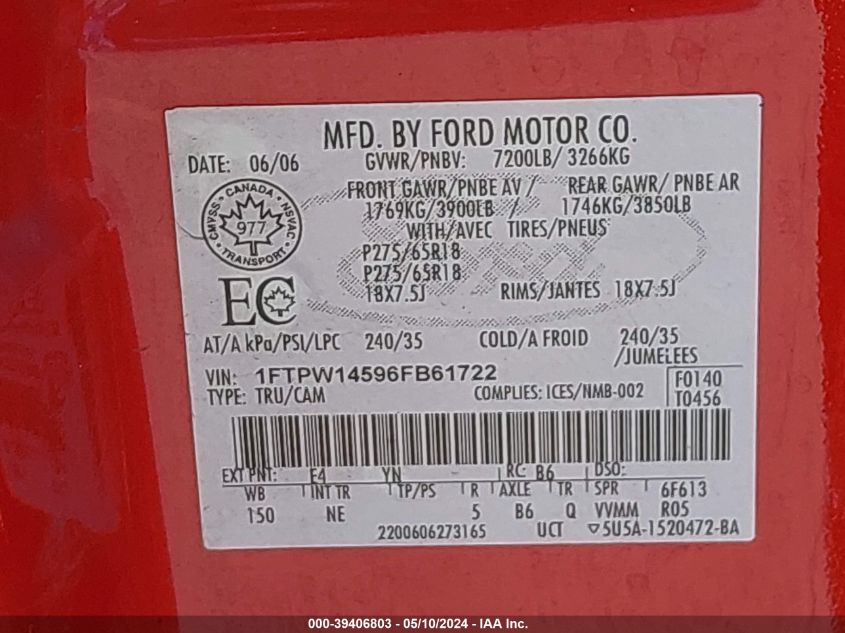 MFD. BY FORD MOTOR CO.
DATE: 06/06 GVWR/PNBV: 7200LB/ 3266KG
FRONT GAWR/PNBE AV / REAR GAWR/ PNBE AR
1769KG/3900LB / 1746KG/3850LB
WITH/AVEC TIRES/PNEUS
CANADA
CMVSS 977 NSVAC
TRANSPORT
P275/65R18
P275/65R18
18X7.5J RIMS/JANTES 18X7.5J
EC
AT/A kPa/PSI/LPC 240/35 COLD/A FROID 240/35
/JUMELEES
VIN: 1FTPW14596FB61722
TYPE: TRU/CAM COMPLIES: ICES/NMB-002
F0140
T0456
EXT PNT: F4 YN RC: B6 DSO:
WB INT TR TP/PS R AXLE TR SPR 6F613
150 NE 5 B6 Q VVMM R05
2200606273165 UCT ▽5U5A-1520472-BA
000-39406803 - 05/10/2024 - IAA Inc.